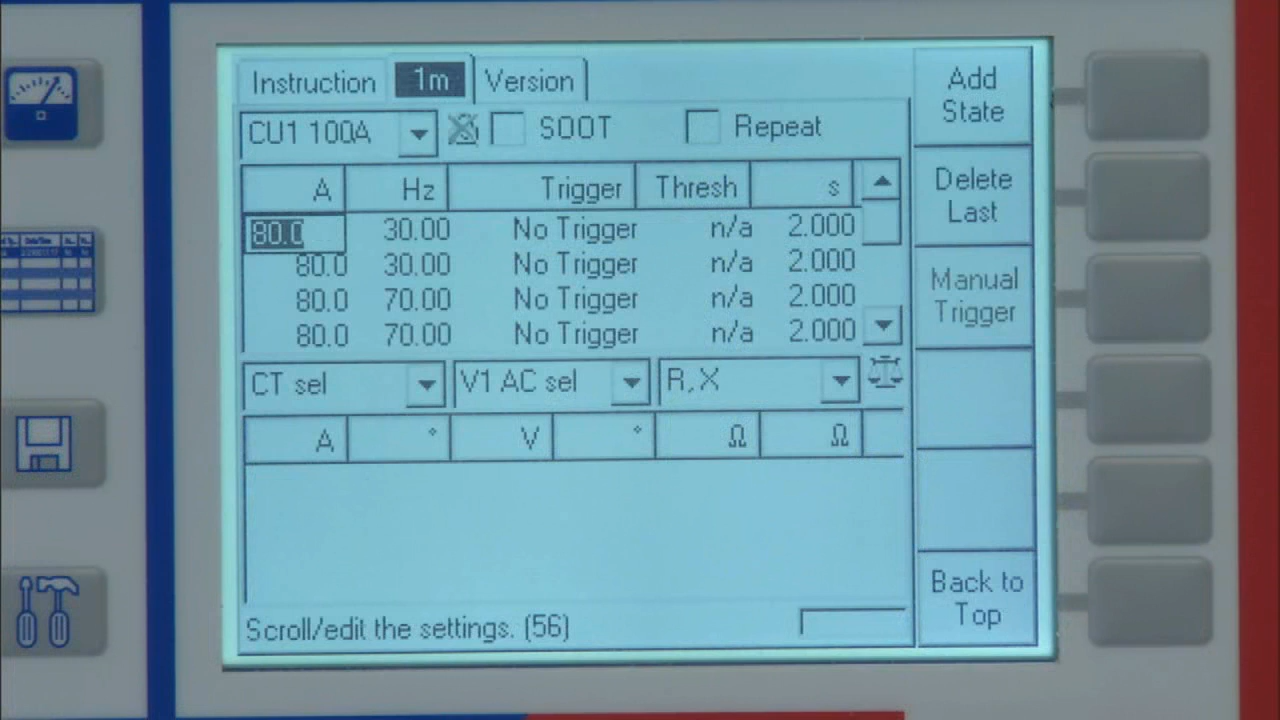 Instruction 1m Version
CU1 100A SOOT Repeat
A Hz Trigger Thresh s
80.0 30.00 No Trigger n/a 2.000
80.0 30.00 No Trigger n/a 2.000
80.0 70.00 No Trigger n/a 2.000
80.0 70.00 No Trigger n/a 2.000
CT sel V1 AC sel R,X
A ° V ° Ω Ω
Scroll/edit the settings. (56)
Add
State
Delete
Last
Manual
Trigger
Back to
Top